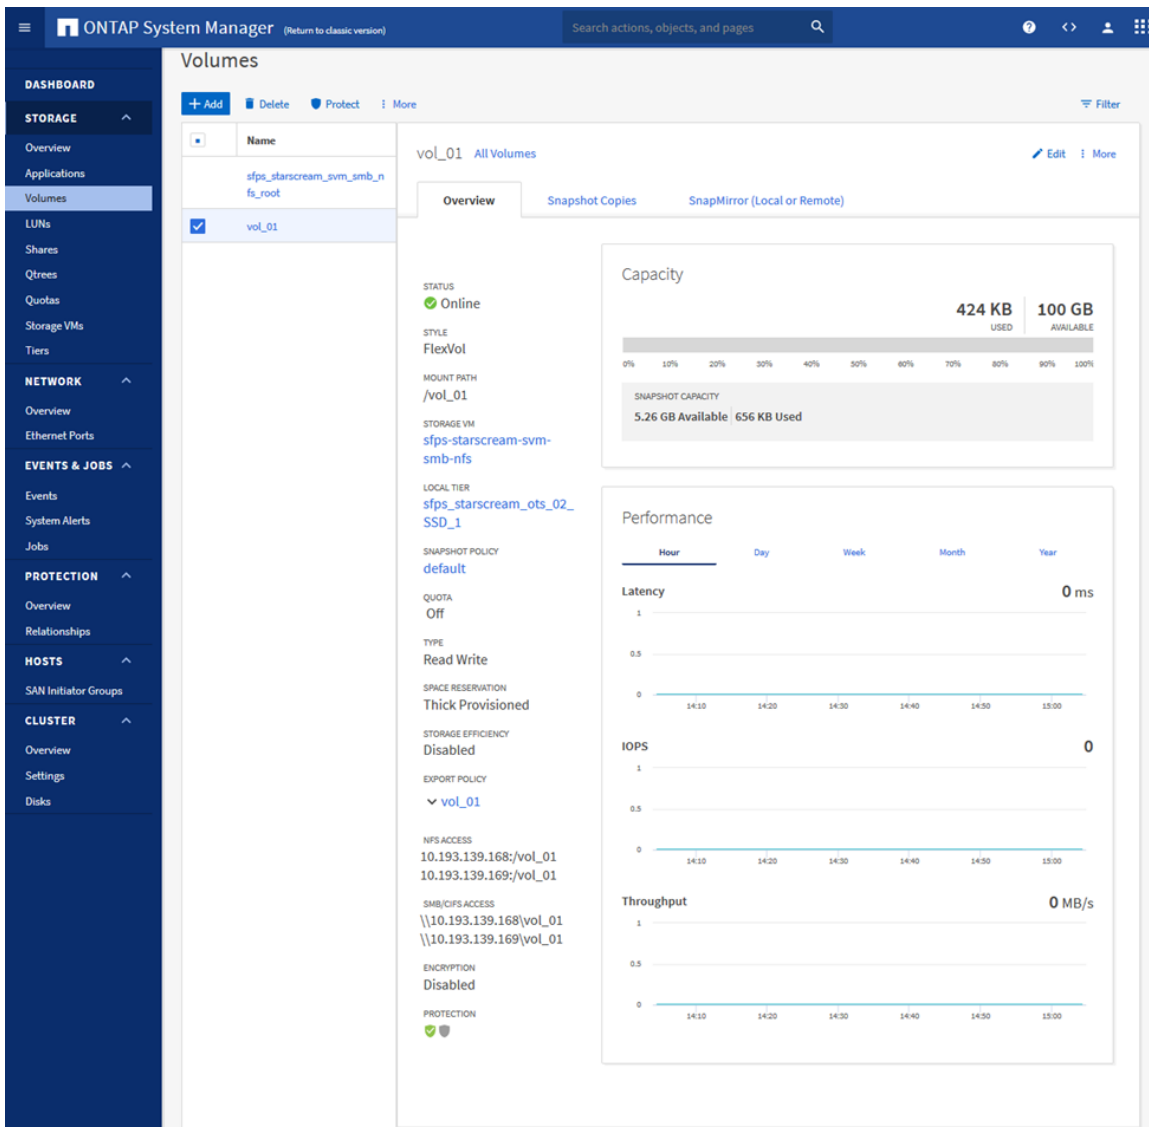 ONTAP System Manager (Return to classic version)
Search actions, objects, and pages
DASHBOARD
STORAGE
Overview
Applications
Volumes
LUNs
Shares
Qtrees
Quotas
Storage VMs
Tiers
NETWORK
Overview
Ethernet Ports
EVENTS & JOBS
Events
System Alerts
Jobs
PROTECTION
Overview
Relationships
HOSTS
SAN Initiator Groups
CLUSTER
Overview
Settings
Disks
Volumes
Add Delete Protect More
Filter
Name
sfps_starscream_svm_smb_n
fs_root
vol_01
vol_01 All Volumes
Edit More
Overview Snapshot Copies SnapMirror (Local or Remote)
STATUS
Online
STYLE
FlexVol
MOUNT PATH
/vol_01
STORAGE VM
sfps-starscream-svm-
smb-nfs
LOCAL TIER
sfps_starscream_ots_02_
SSD_1
SNAPSHOT POLICY
default
QUOTA
Off
TYPE
Read Write
SPACE RESERVATION
Thick Provisioned
STORAGE EFFICIENCY
Disabled
EXPORT POLICY
vol_01
NFS ACCESS
10.193.139.168:/vol_01
10.193.139.169:/vol_01
SMB/CIFS ACCESS
\\10.193.139.168\vol_01
\\10.193.139.169\vol_01
ENCRYPTION
Disabled
PROTECTION
Capacity
424 KB 100 GB
USED AVAILABLE
0% 10% 20% 30% 40% 50% 60% 70% 80% 90% 100%
SNAPSHOT CAPACITY
5.26 GB Available 656 KB Used
Performance
Hour Day Week Month Year
Latency 0 ms
1
0.5
0
14:10 14:20 14:30 14:40 14:50 15:00
IOPS 0
1
0.5
0
14:10 14:20 14:30 14:40 14:50 15:00
Throughput 0 MB/s
1
0.5
0
14:10 14:20 14:30 14:40 14:50 15:00